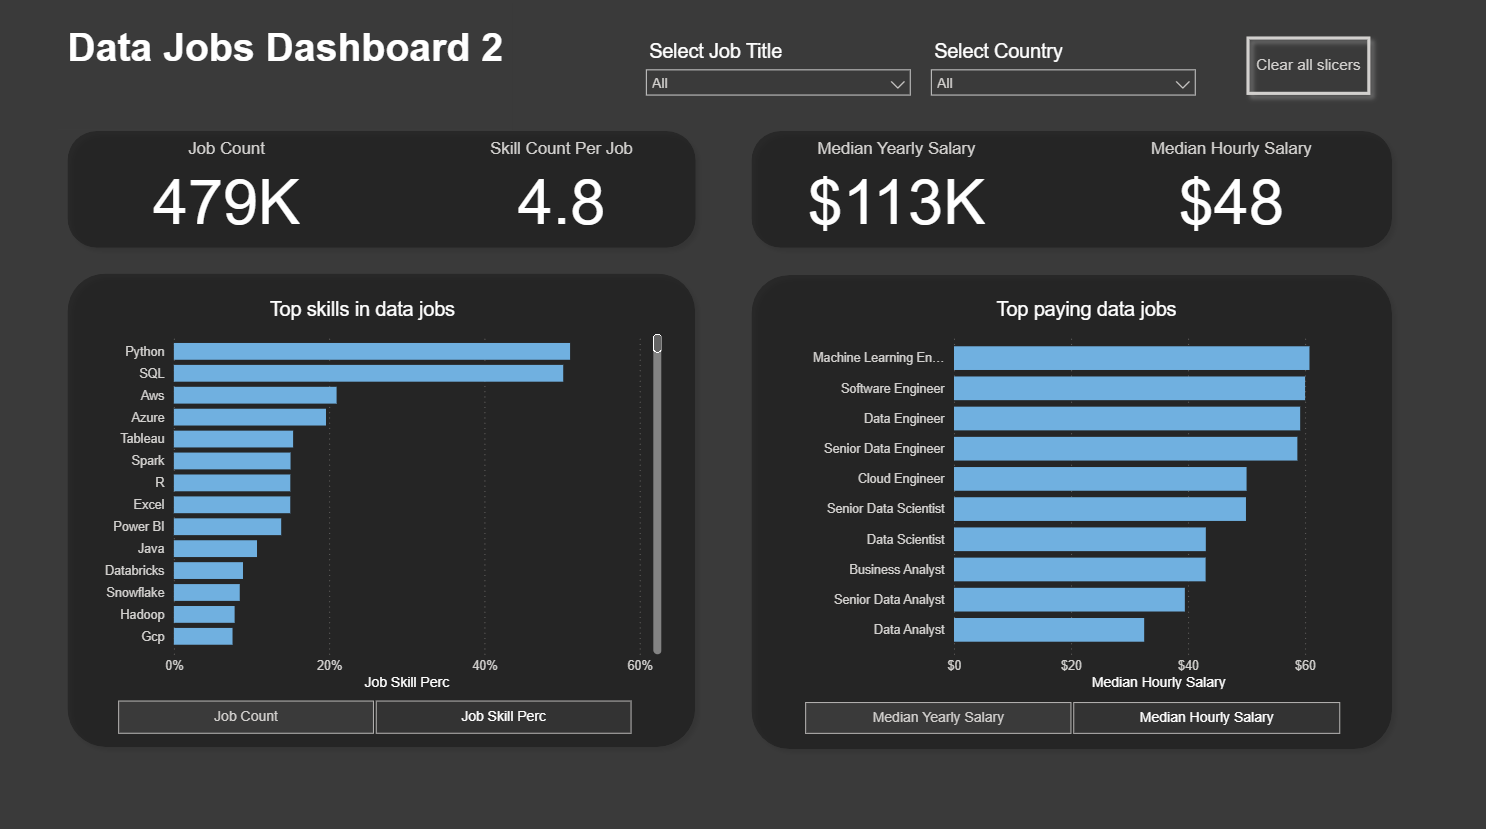 Data Jobs Dashboard 2
Select Job Title
All
Select Country
All
Clear all slicers
Job Count
479K
Skill Count Per Job
4.8
Median Yearly Salary
$113K
Median Hourly Salary
$48
Top skills in data jobs
Python
SQL
Aws
Azure
Tableau
Spark
R
Excel
Power BI
Java
Databricks
Snowflake
Hadoop
Gcp
0% 20% 40% 60%
Job Skill Perc
Job Count
Job Skill Perc
Top paying data jobs
Machine Learning En...
Software Engineer
Data Engineer
Senior Data Engineer
Cloud Engineer
Senior Data Scientist
Data Scientist
Business Analyst
Senior Data Analyst
Data Analyst
$0 $20 $40 $60
Median Hourly Salary
Median Yearly Salary
Median Hourly Salary